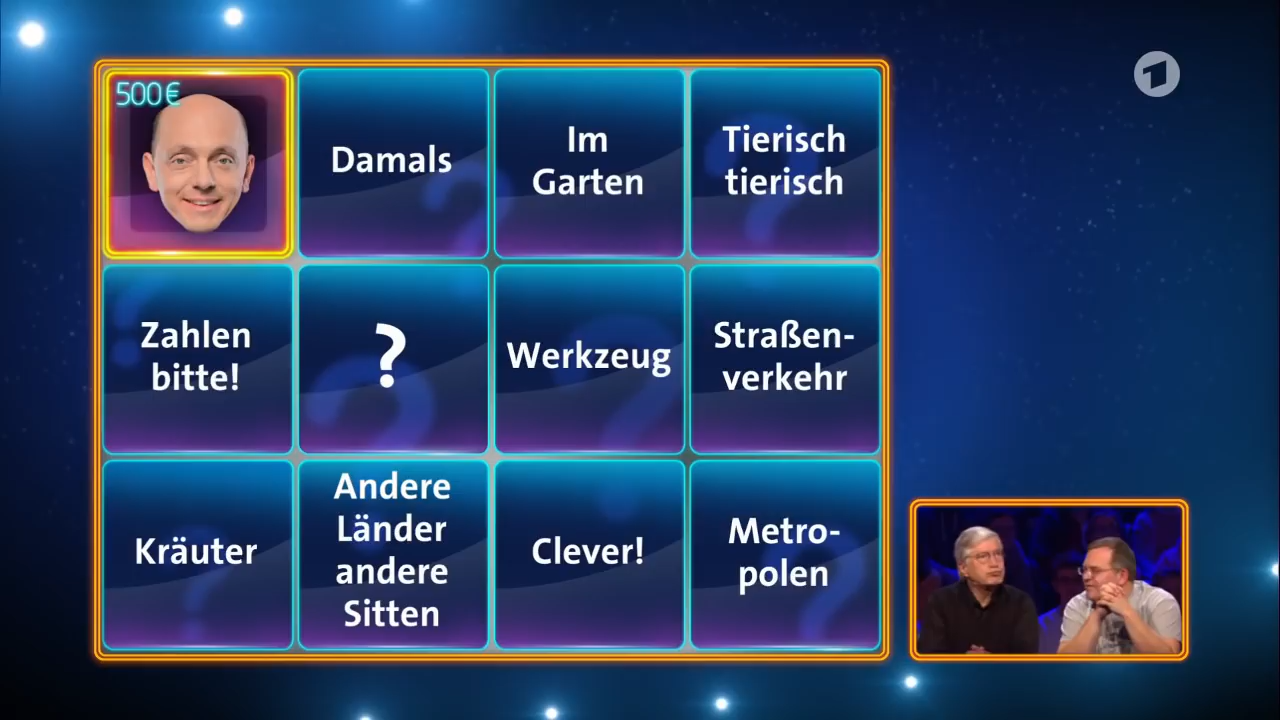 500€
Damals
Im
Garten
Tierisch
tierisch
Zahlen
bitte!
?
Werkzeug
Straßen-
verkehr
Kräuter
Andere
Länder
andere
Sitten
Clever!
Metro-
polen
1